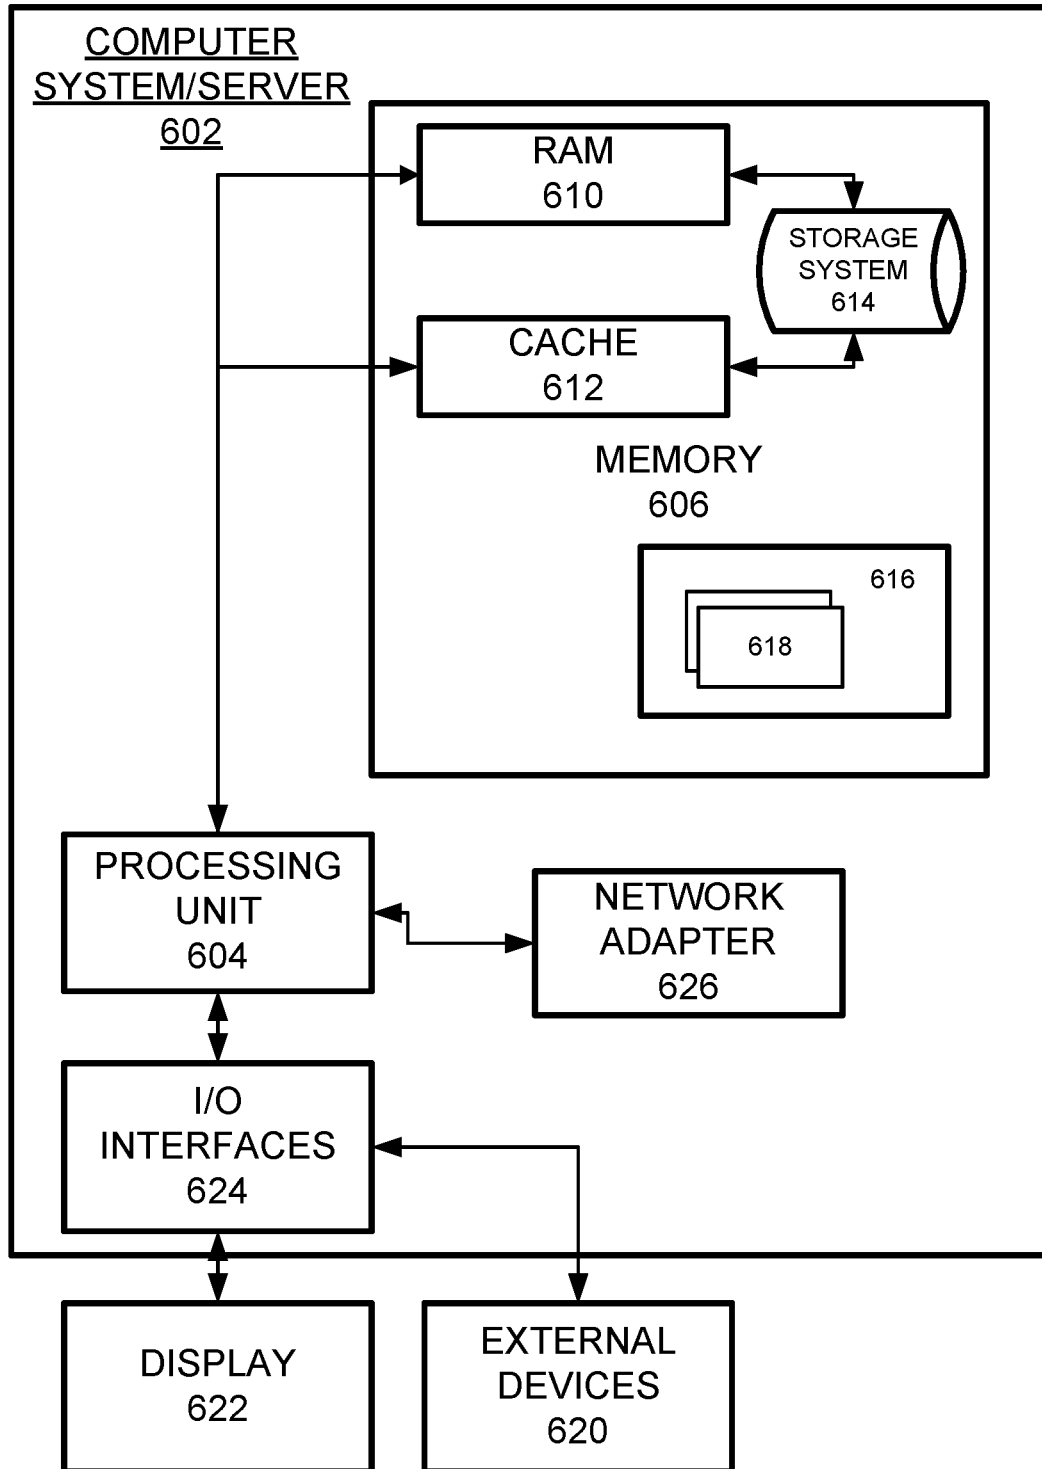 COMPUTER
SYSTEM/SERVER
602
RAM
610
STORAGE
SYSTEM
614
CACHE
612
MEMORY
606
616
618
PROCESSING
UNIT
604
NETWORK
ADAPTER
626
I/O
INTERFACES
624
DISPLAY
622
EXTERNAL
DEVICES
620